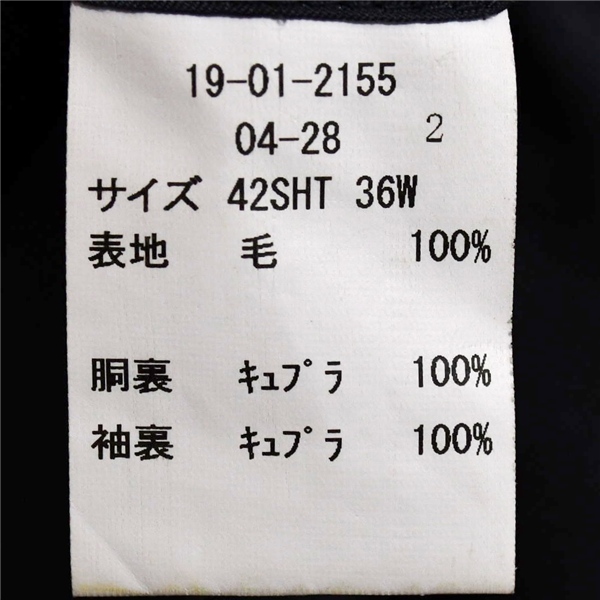 19-01-2155
04-28 2
サイズ 42SHT 36W
表地 毛 100%
胴裏 ｷｭﾌﾟﾗ 100%
袖裏 ｷｭﾌﾟﾗ 100%